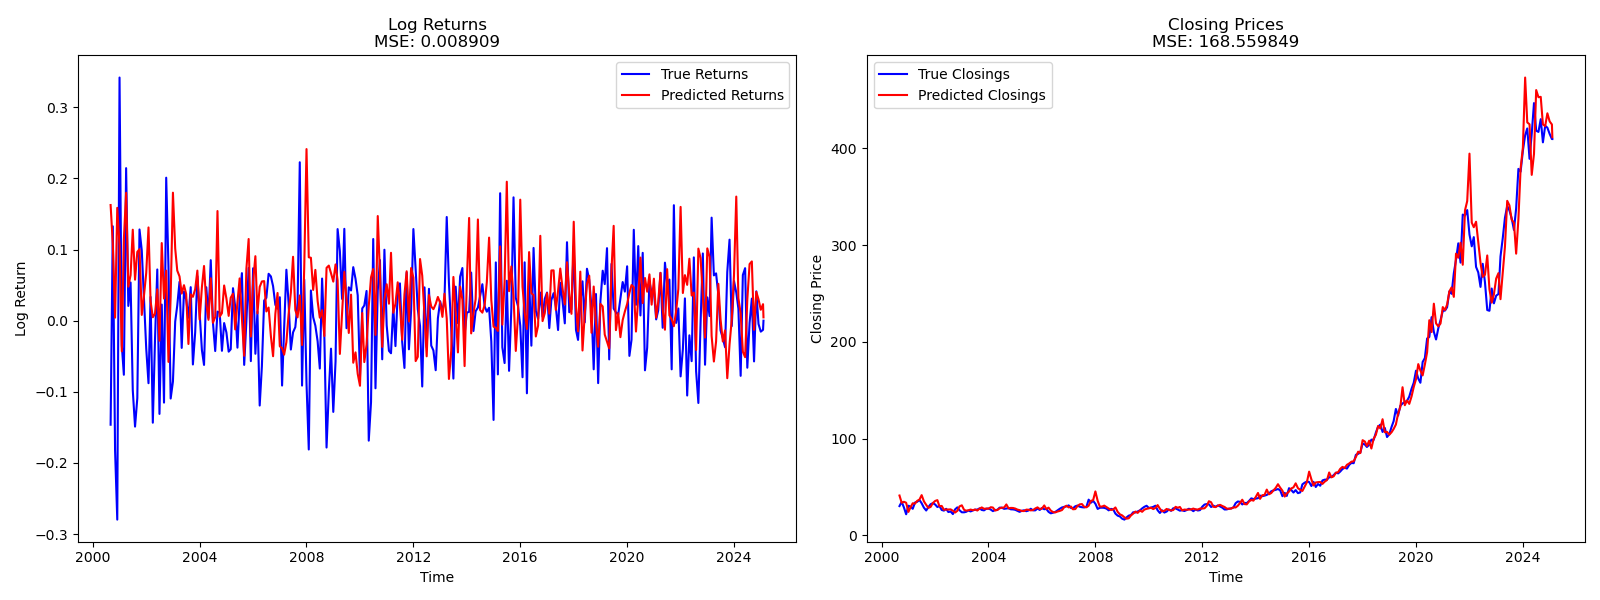 Log Returns
MSE: 0.008909
True Returns
Predicted Returns
Log Return
0.3
0.2
0.1
0.0
−0.1
−0.2
−0.3
2000
2004
2008
2012
2016
2020
2024
Time
Closing Prices
MSE: 168.559849
True Closings
Predicted Closings
Closing Price
400
300
200
100
0
2000
2004
2008
2012
2016
2020
2024
Time